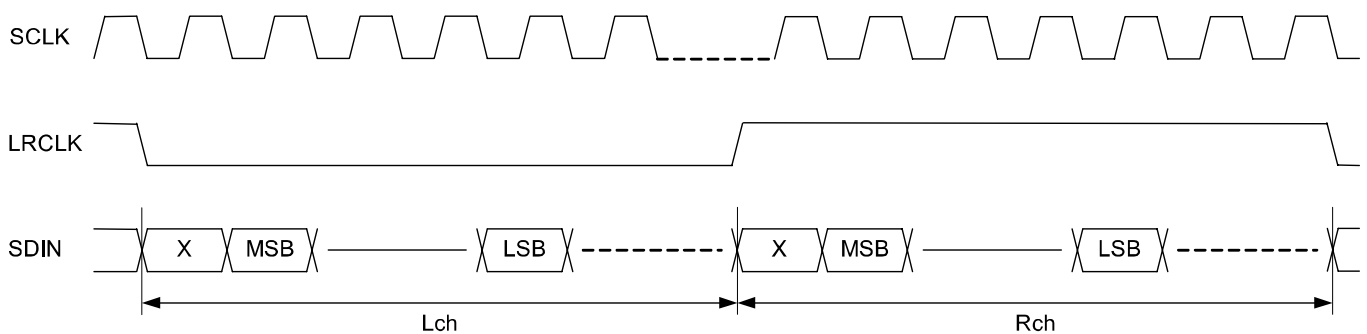 SCLK
LRCLK
SDIN X MSB LSB X MSB LSB
Lch Rch